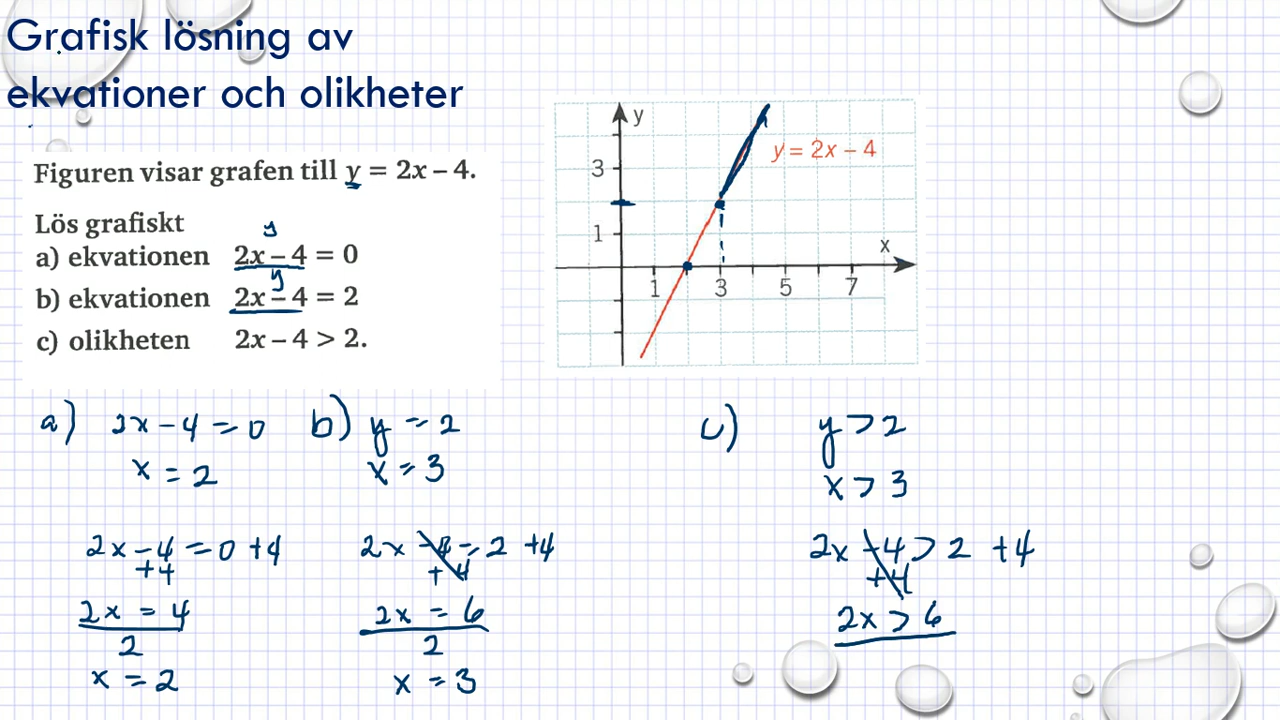 Grafisk lösning av
ekvationer och olikheter
Figuren visar grafen till y = 2x – 4.
Lös grafiskt
y
a) ekvationen 2x – 4 = 0
y
b) ekvationen 2x – 4 = 2
c) olikheten 2x – 4 > 2.
y
y = 2x – 4
3
1
x
1 3 5 7
a) 2x - 4 = 0
x = 2
2x - 4 = 0 + 4
+4
2x = 4
2
x = 2
b) y = 2
x = 3
2x - 4 = 2 + 4
+4
2x = 6
2
x = 3
c) y > 2
x > 3
2x - 4 > 2 + 4
+4
2x > 6